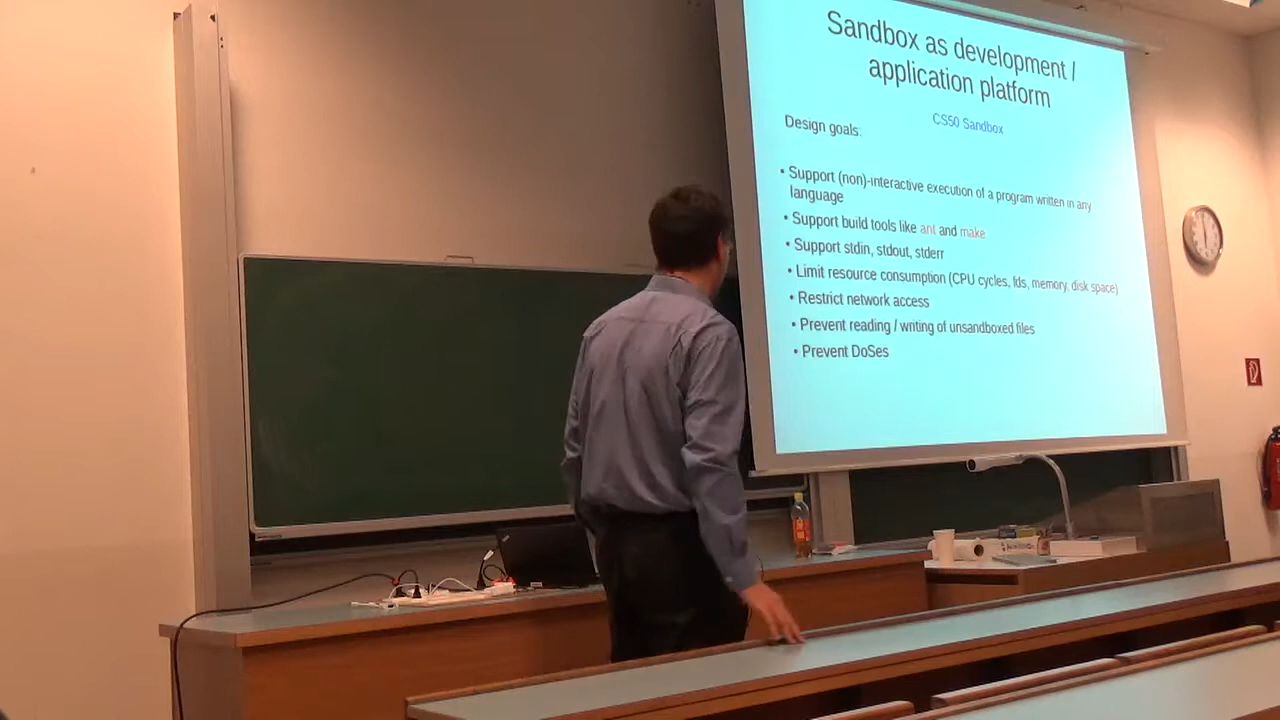 Sandbox as development /
application platform
CS50 Sandbox
Design goals:
• Support (non)-interactive execution of a program written in any
language
• Support build tools like ant and make
• Support stdin, stdout, stderr
• Limit resource consumption (CPU cycles, fds, memory, disk space)
• Restrict network access
• Prevent reading / writing of unsandboxed files
• Prevent DoSes